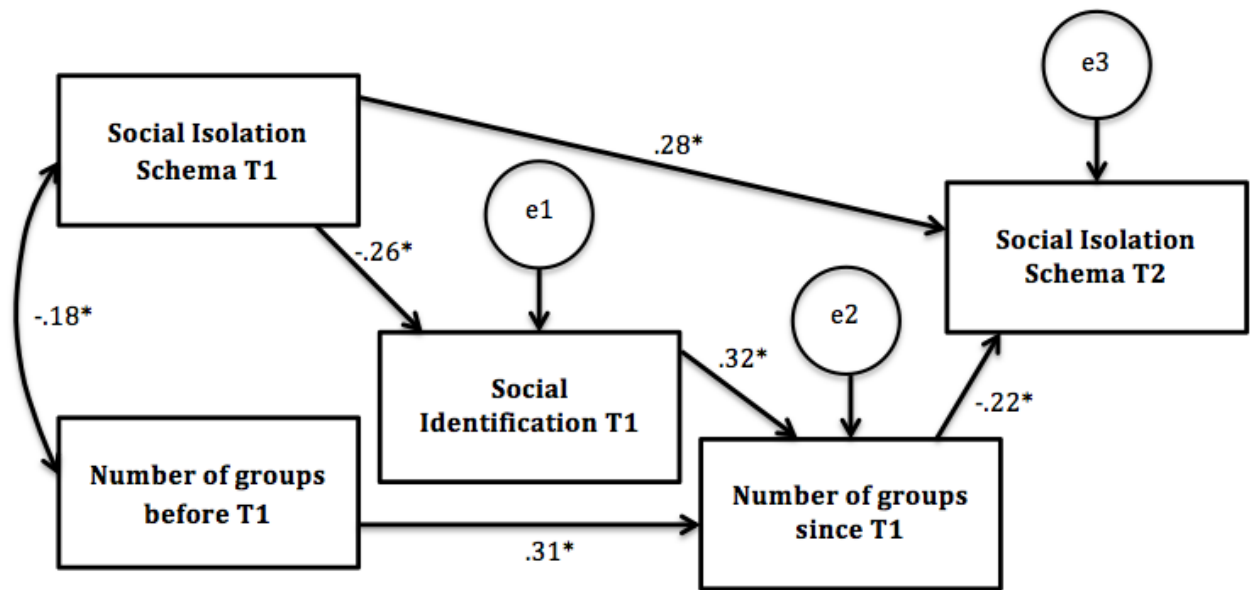 e3
Social Isolation
Schema T1
.28*
e1
-.26*
Social Isolation
Schema T2
-.18*
e2
.32*
Social
Identification T1
-.22*
Number of groups
before T1
Number of groups
since T1
.31*